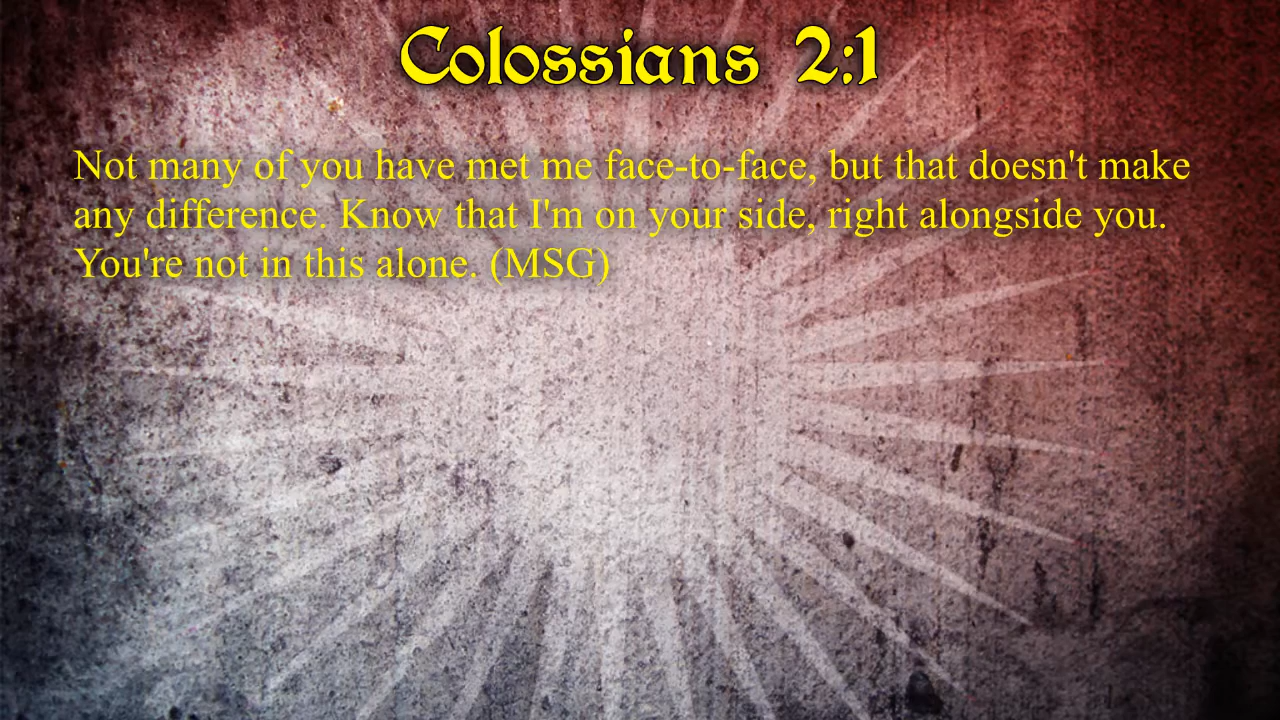 Colossians 2:1
Not many of you have met me face-to-face, but that doesn't make
any difference. Know that I'm on your side, right alongside you.
You're not in this alone. (MSG)